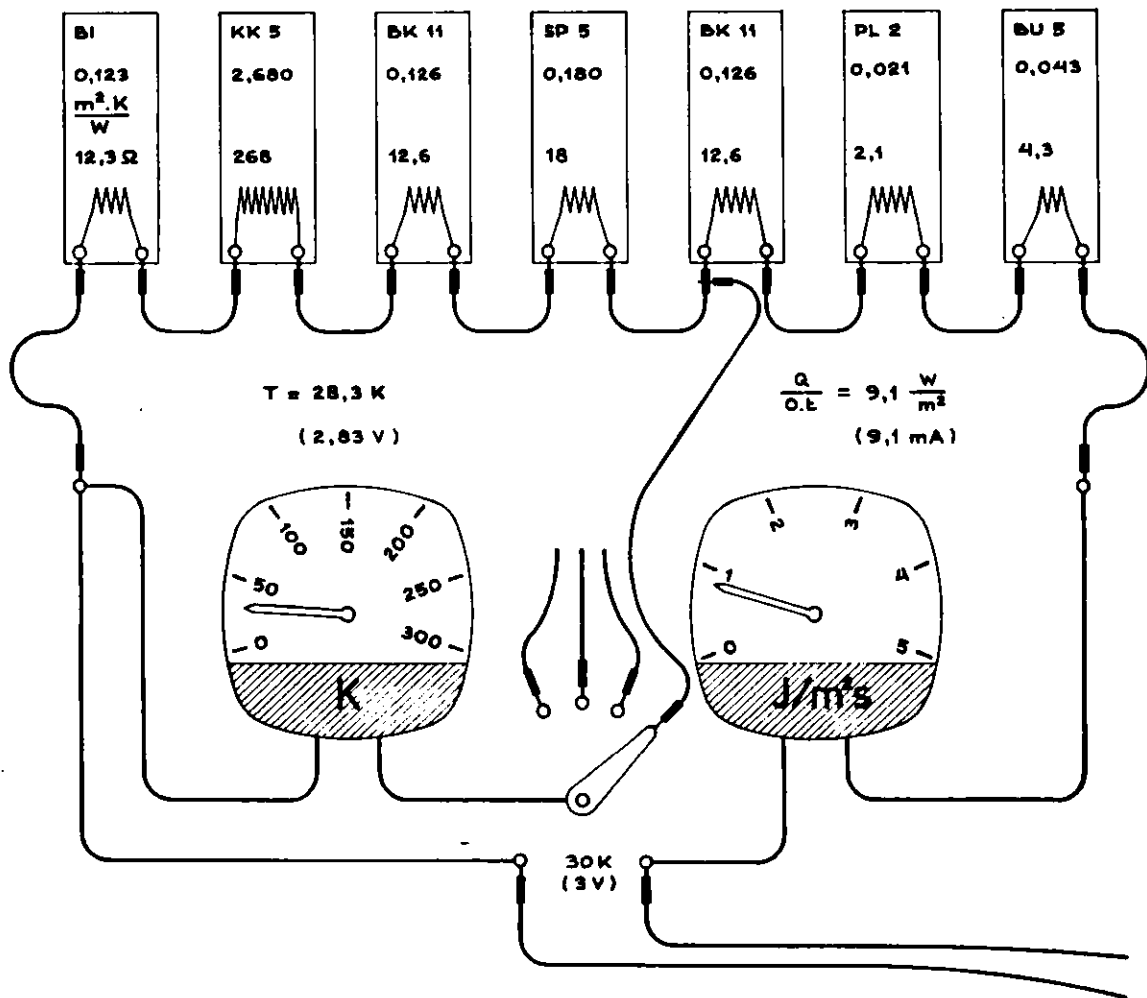 BI
0,123
m².K
W
12,3 Ω
KK 5
2,680
268
BK 11
0,126
12,6
SP 5
0,180
18
BK 11
0,126
12,6
PL 2
0,021
2,1
BU 5
0,043
4,3
T = 28,3 K
(2,83 V)
Q/O.t = 9,1 W/m²
(9,1 mA)
0
50
100
150
200
250
300
K
0
1
2
3
4
5
J/m²s
30K
(3V)